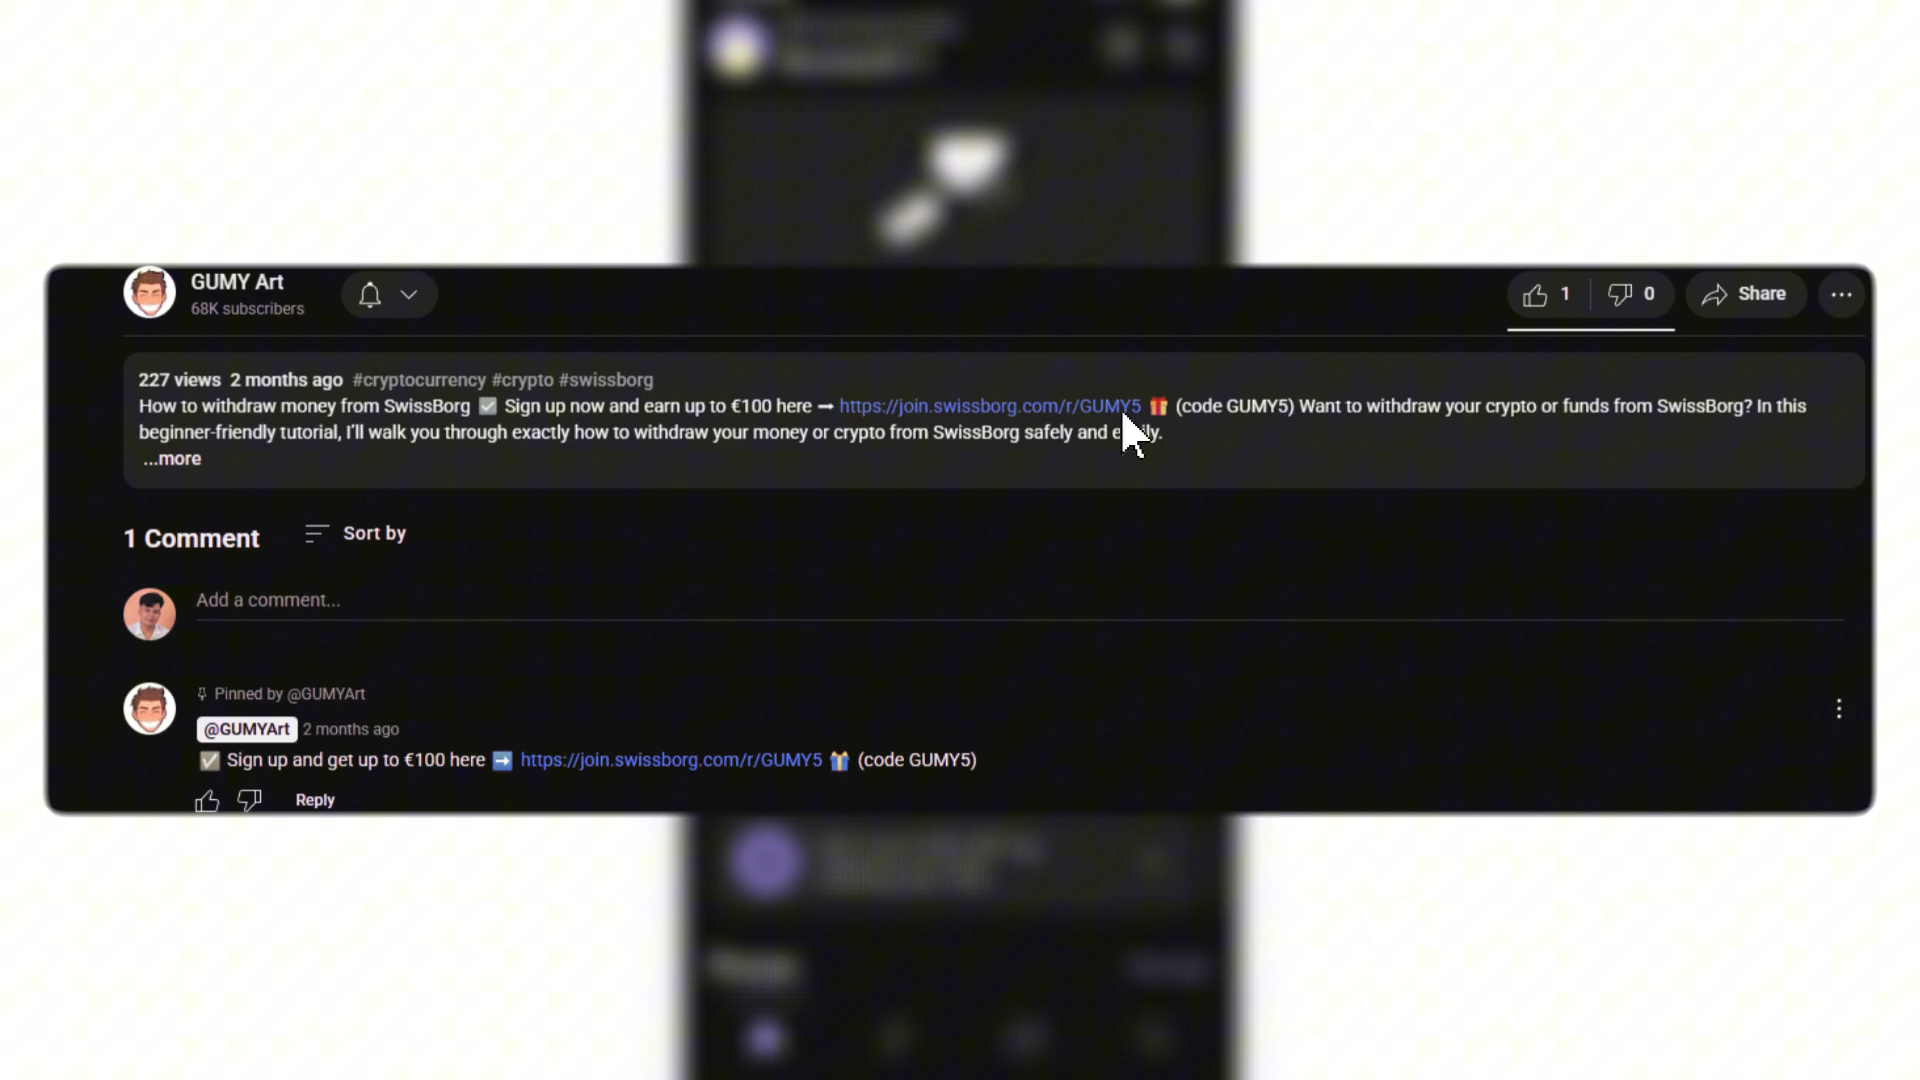 GUMY Art
68K subscribers
1
0
Share
227 views 2 months ago #cryptocurrency #crypto #swissborg
How to withdraw money from SwissBorg ✅ Sign up now and earn up to €100 here ➞ https://join.swissborg.com/r/GUMY5 🎁 (code GUMY5) Want to withdraw your crypto or funds from SwissBorg? In this
beginner-friendly tutorial, I'll walk you through exactly how to withdraw your money or crypto from SwissBorg safely and
...more
1 Comment
Sort by
Add a comment...
Pinned by @GUMYArt
@GUMYArt 2 months ago
✅ Sign up and get up to €100 here ➡️ https://join.swissborg.com/r/GUMY5 🎁 (code GUMY5)
Reply